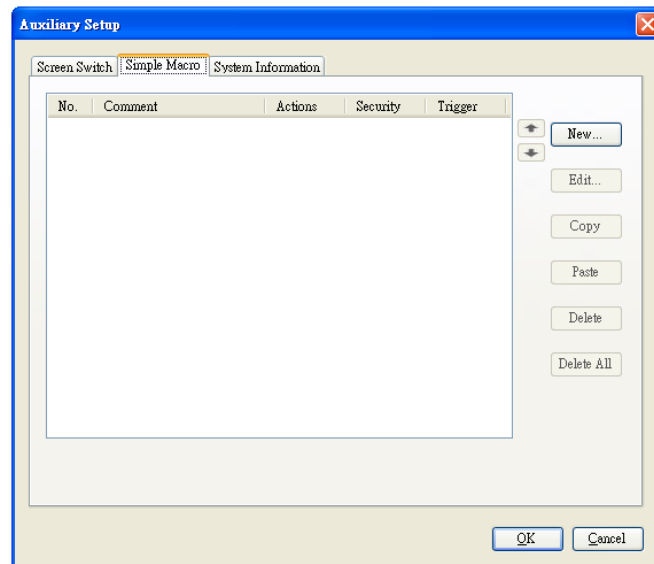 Auxiliary Setup
Screen Switch Simple Macro System Information
No. Comment Actions Security Trigger
New...
Edit...
Copy
Paste
Delete
Delete All
OK Cancel